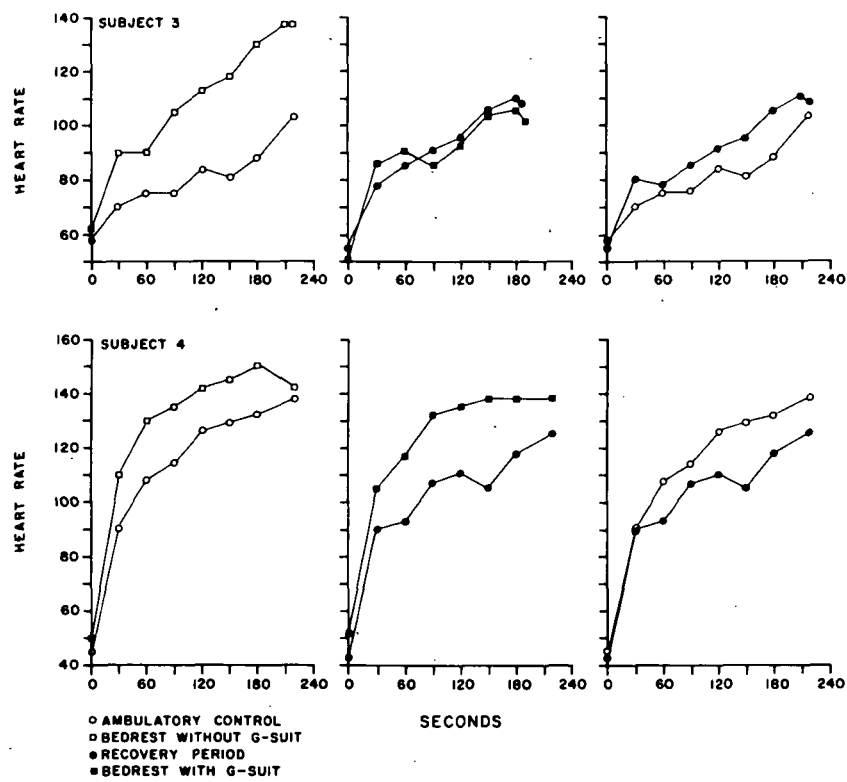 SUBJECT 3
HEART RATE
140
120
100
80
60
0 60 120 180 240
0 60 120 180 240
0 60 120 180 240
SUBJECT 4
HEART RATE
160
140
120
100
80
60
40
0 60 120 180 240
0 60 120 180 240
0 60 120 180 240
SECONDS
○ AMBULATORY CONTROL
□ BEDREST WITHOUT G-SUIT
● RECOVERY PERIOD
■ BEDREST WITH G-SUIT